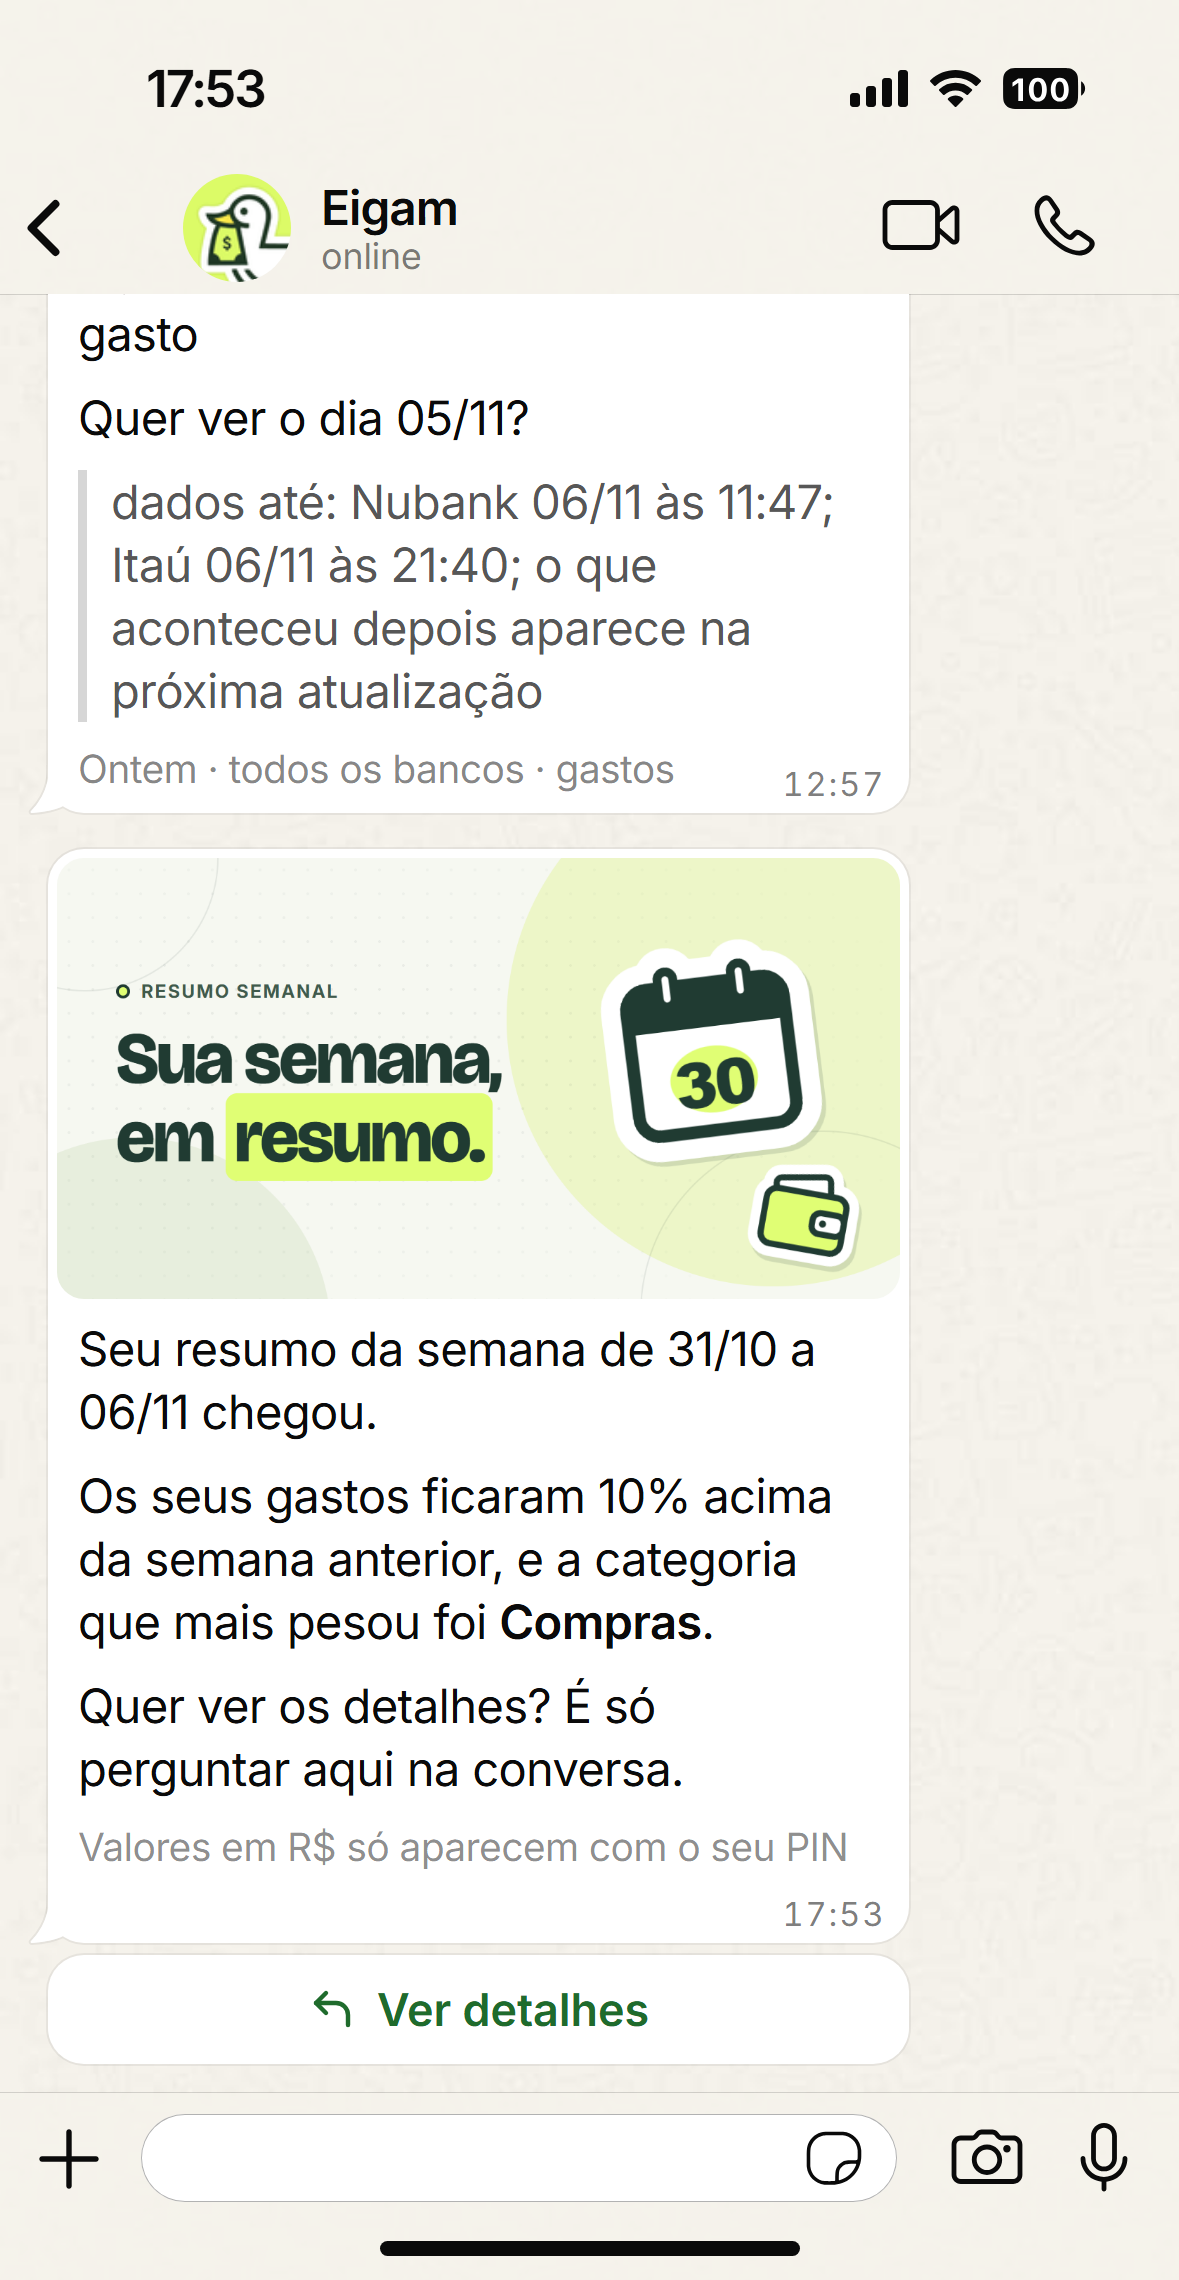 17:53
100
Eigam
online
$
gasto
Quer ver o dia 05/11?
dados até: Nubank 06/11 às 11:47;
Itaú 06/11 às 21:40; o que
aconteceu depois aparece na
próxima atualização
Ontem · todos os bancos · gastos
12:57
RESUMO SEMANAL
Sua semana,
em resumo.
30
Seu resumo da semana de 31/10 a
06/11 chegou.
Os seus gastos ficaram 10% acima
da semana anterior, e a categoria
que mais pesou foi Compras.
Quer ver os detalhes? É só
perguntar aqui na conversa.
Valores em R$ só aparecem com o seu PIN
17:53
Ver detalhes